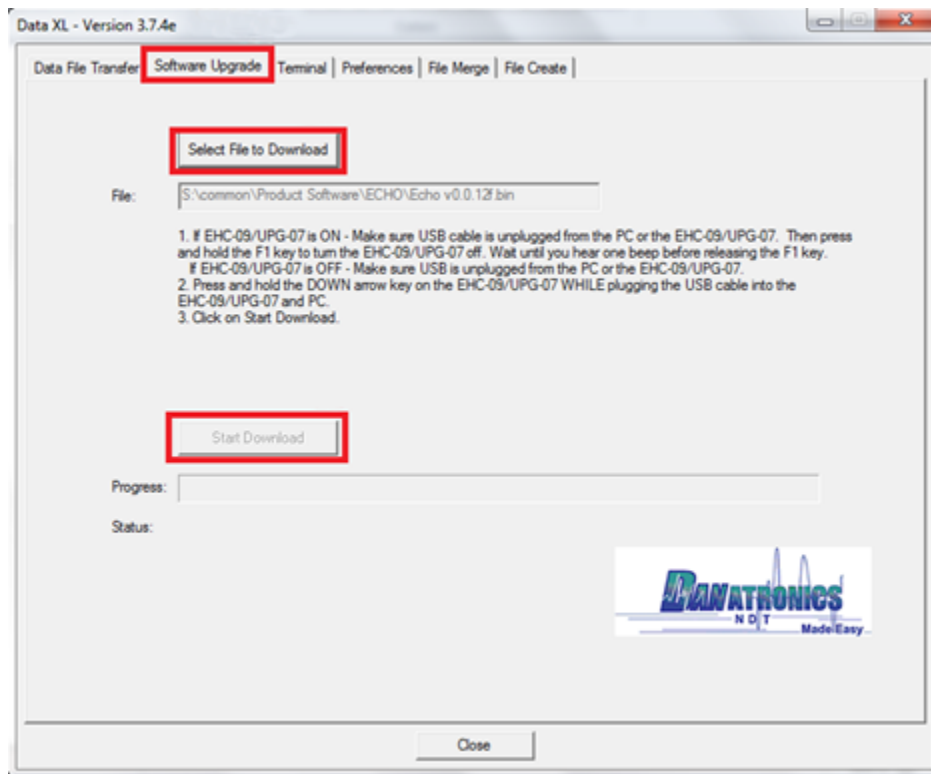 Data XL - Version 3.7.4e
Data File Transfer Software Upgrade Terminal Preferences File Merge File Create
Select File to Download
File: S:\common\Product Software\ECHO\Echo v0.0.12f.bin
1. If EHC-09/UPG-07 is ON - Make sure USB cable is unplugged from the PC or the EHC-09/UPG-07. Then press
and hold the F1 key to turn the EHC-09/UPG-07 off. Wait until you hear one beep before releasing the F1 key.
If EHC-09/UPG-07 is OFF - Make sure USB is unplugged from the PC or the EHC-09/UPG-07.
2. Press and hold the DOWN arrow key on the EHC-09/UPG-07 WHILE plugging the USB cable into the
EHC-09/UPG-07 and PC.
3. Click on Start Download.
Start Download
Progress:
Status:
DANATRONICS
NDT
Made Easy
Close